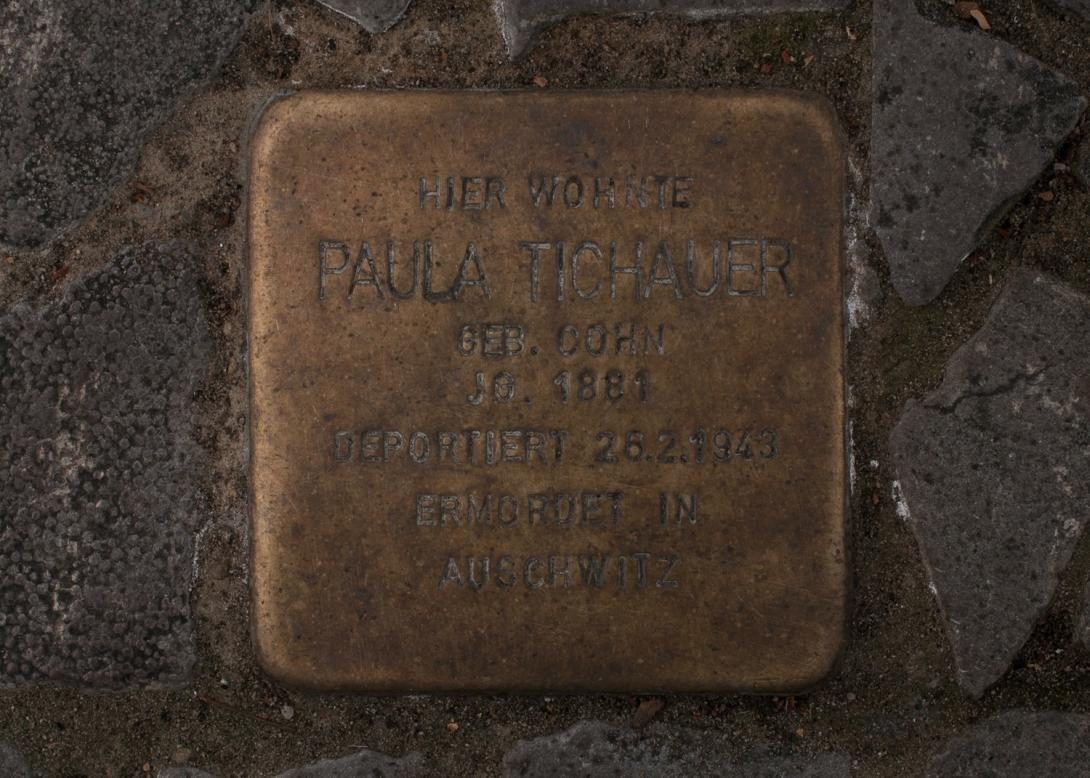 HIER WOHNTE
PAULA TICHAUER
GEB. COHN
JG. 1881
DEPORTIERT 26.2.1943
ERMORDET IN
AUSCHWITZ